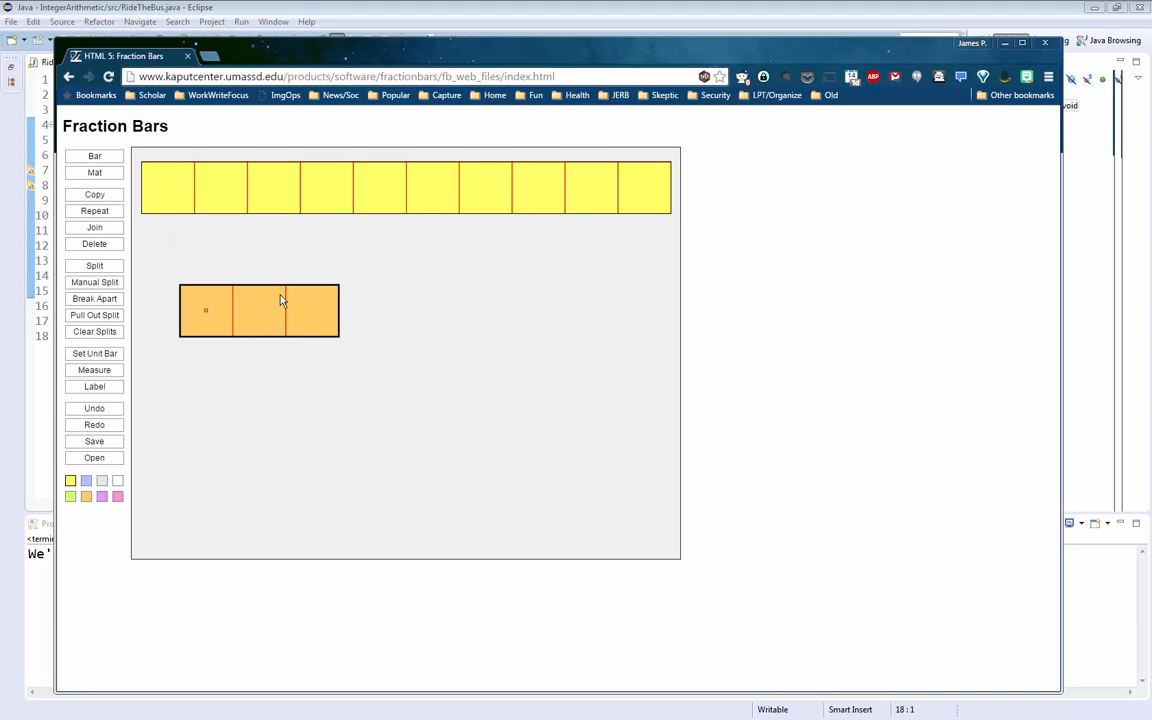 Java - IntegerArithmetic/src/RideTheBus.java - Eclipse
File Edit Source Refactor Navigate Search Project Run Window Help
HTML 5: Fraction Bars
James P.
Java Browsing
www.kaputcenter.umassd.edu/products/software/fractionbars/fb_web_files/index.html
ABP
Bookmarks Scholar WorkWriteFocus ImgOps News/Soc Popular Capture Home Fun Health JERB Skeptic Security LPT/Organize Old Other bookmarks
void
Fraction Bars
Bar
Mat
Copy
Repeat
Join
Delete
Split
Manual Split
Break Apart
Pull Out Split
Clear Splits
Set Unit Bar
Measure
Label
Undo
Redo
Save
Open
1
2
3
4
5
6
7
8
9
10
11
12
13
14
15
16
17
18
<termi
We'
Writable Smart Insert 18 : 1